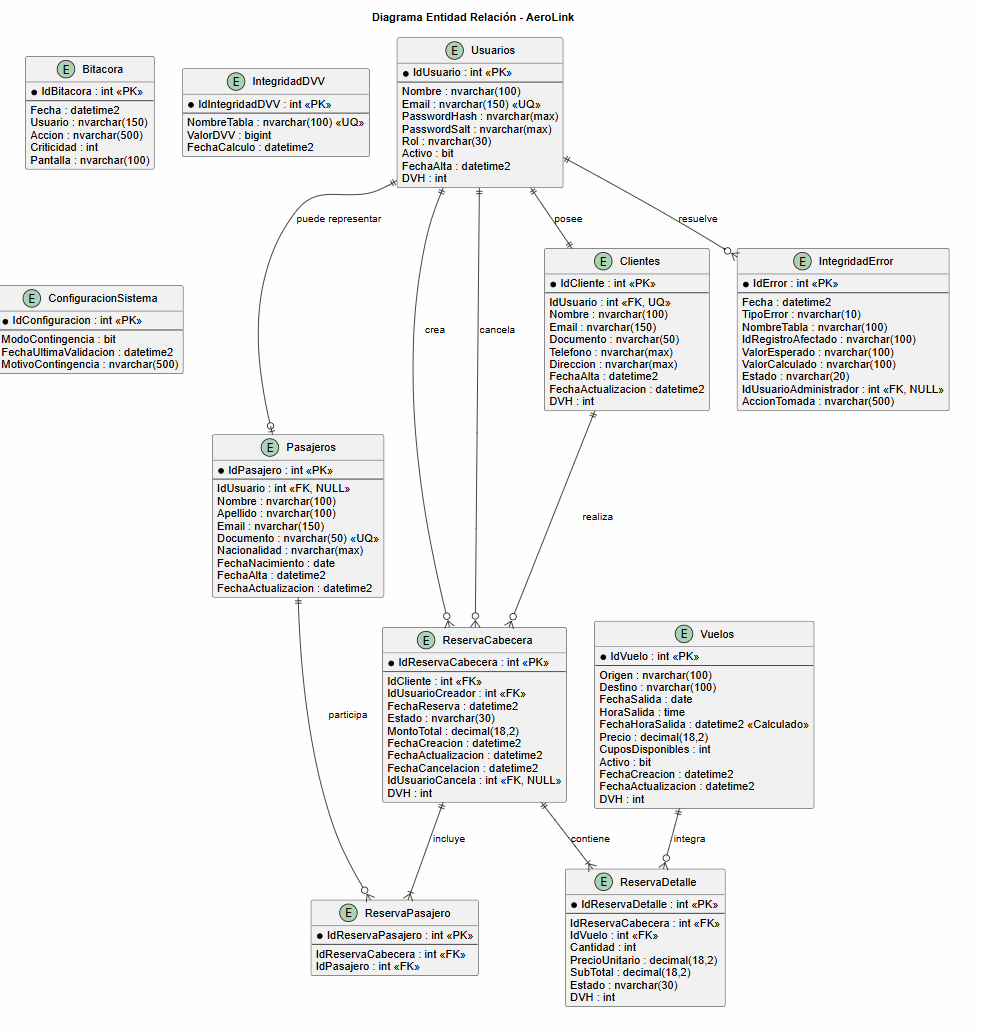 Diagrama Entidad Relación - AeroLink
E Usuarios
IdUsuario : int «PK»
Nombre : nvarchar(100)
Email : nvarchar(150) «UQ»
PasswordHash : nvarchar(max)
PasswordSalt : nvarchar(max)
Rol : nvarchar(30)
Activo : bit
FechaAlta : datetime2
DVH : int
E Bitacora
IdBitacora : int «PK»
Fecha : datetime2
Usuario : nvarchar(150)
Accion : nvarchar(500)
Criticidad : int
Pantalla : nvarchar(100)
E IntegridadDVV
IdIntegridadDVV : int «PK»
NombreTabla : nvarchar(100) «UQ»
ValorDVV : bigint
FechaCalculo : datetime2
puede representar
posee
resuelve
E ConfiguracionSistema
IdConfiguracion : int «PK»
ModoContingencia : bit
FechaUltimaValidacion : datetime2
MotivoContingencia : nvarchar(500)
crea
cancela
E Clientes
IdCliente : int «PK»
IdUsuario : int «FK, UQ»
Nombre : nvarchar(100)
Email : nvarchar(150)
Documento : nvarchar(50)
Telefono : nvarchar(max)
Direccion : nvarchar(max)
FechaAlta : datetime2
FechaActualizacion : datetime2
DVH : int
E IntegridadError
IdError : int «PK»
Fecha : datetime2
TipoError : nvarchar(10)
NombreTabla : nvarchar(100)
IdRegistroAfectado : nvarchar(100)
ValorEsperado : nvarchar(100)
ValorCalculado : nvarchar(100)
Estado : nvarchar(20)
IdUsuarioAdministrador : int «FK, NULL»
AccionTomada : nvarchar(500)
E Pasajeros
IdPasajero : int «PK»
IdUsuario : int «FK, NULL»
Nombre : nvarchar(100)
Apellido : nvarchar(100)
Email : nvarchar(150)
Documento : nvarchar(50) «UQ»
Nacionalidad : nvarchar(max)
FechaNacimiento : date
FechaAlta : datetime2
FechaActualizacion : datetime2
realiza
participa
E ReservaCabecera
IdReservaCabecera : int «PK»
IdCliente : int «FK»
IdUsuarioCreador : int «FK»
FechaReserva : datetime2
Estado : nvarchar(30)
MontoTotal : decimal(18,2)
FechaCreacion : datetime2
FechaActualizacion : datetime2
FechaCancelacion : datetime2
IdUsuarioCancela : int «FK, NULL»
DVH : int
E Vuelos
IdVuelo : int «PK»
Origen : nvarchar(100)
Destino : nvarchar(100)
FechaSalida : date
HoraSalida : time
FechaHoraSalida : datetime2 «Calculado»
Precio : decimal(18,2)
CuposDisponibles : int
Activo : bit
FechaCreacion : datetime2
FechaActualizacion : datetime2
DVH : int
incluye
contiene
integra
E ReservaPasajero
IdReservaPasajero : int «PK»
IdReservaCabecera : int «FK»
IdPasajero : int «FK»
E ReservaDetalle
IdReservaDetalle : int «PK»
IdReservaCabecera : int «FK»
IdVuelo : int «FK»
Cantidad : int
PrecioUnitario : decimal(18,2)
SubTotal : decimal(18,2)
Estado : nvarchar(30)
DVH : int